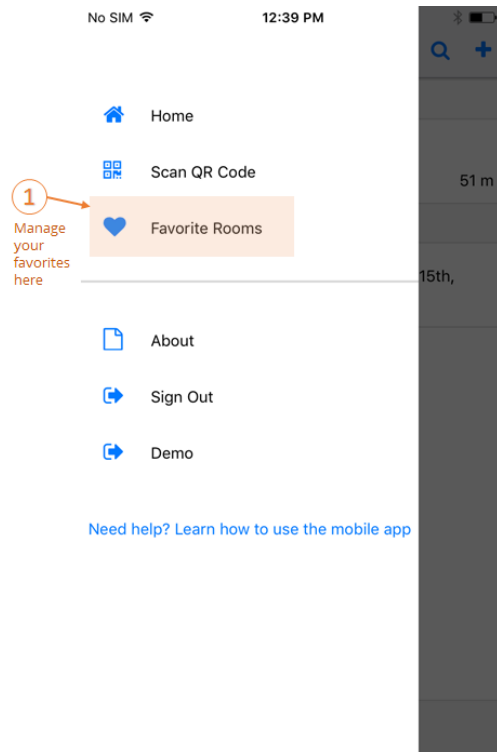 No SIM 12:39 PM
Home
Scan QR Code
51 m
1
Favorite Rooms
Manage
your
favorites
here
15th,
About
Sign Out
Demo
Need help? Learn how to use the mobile app